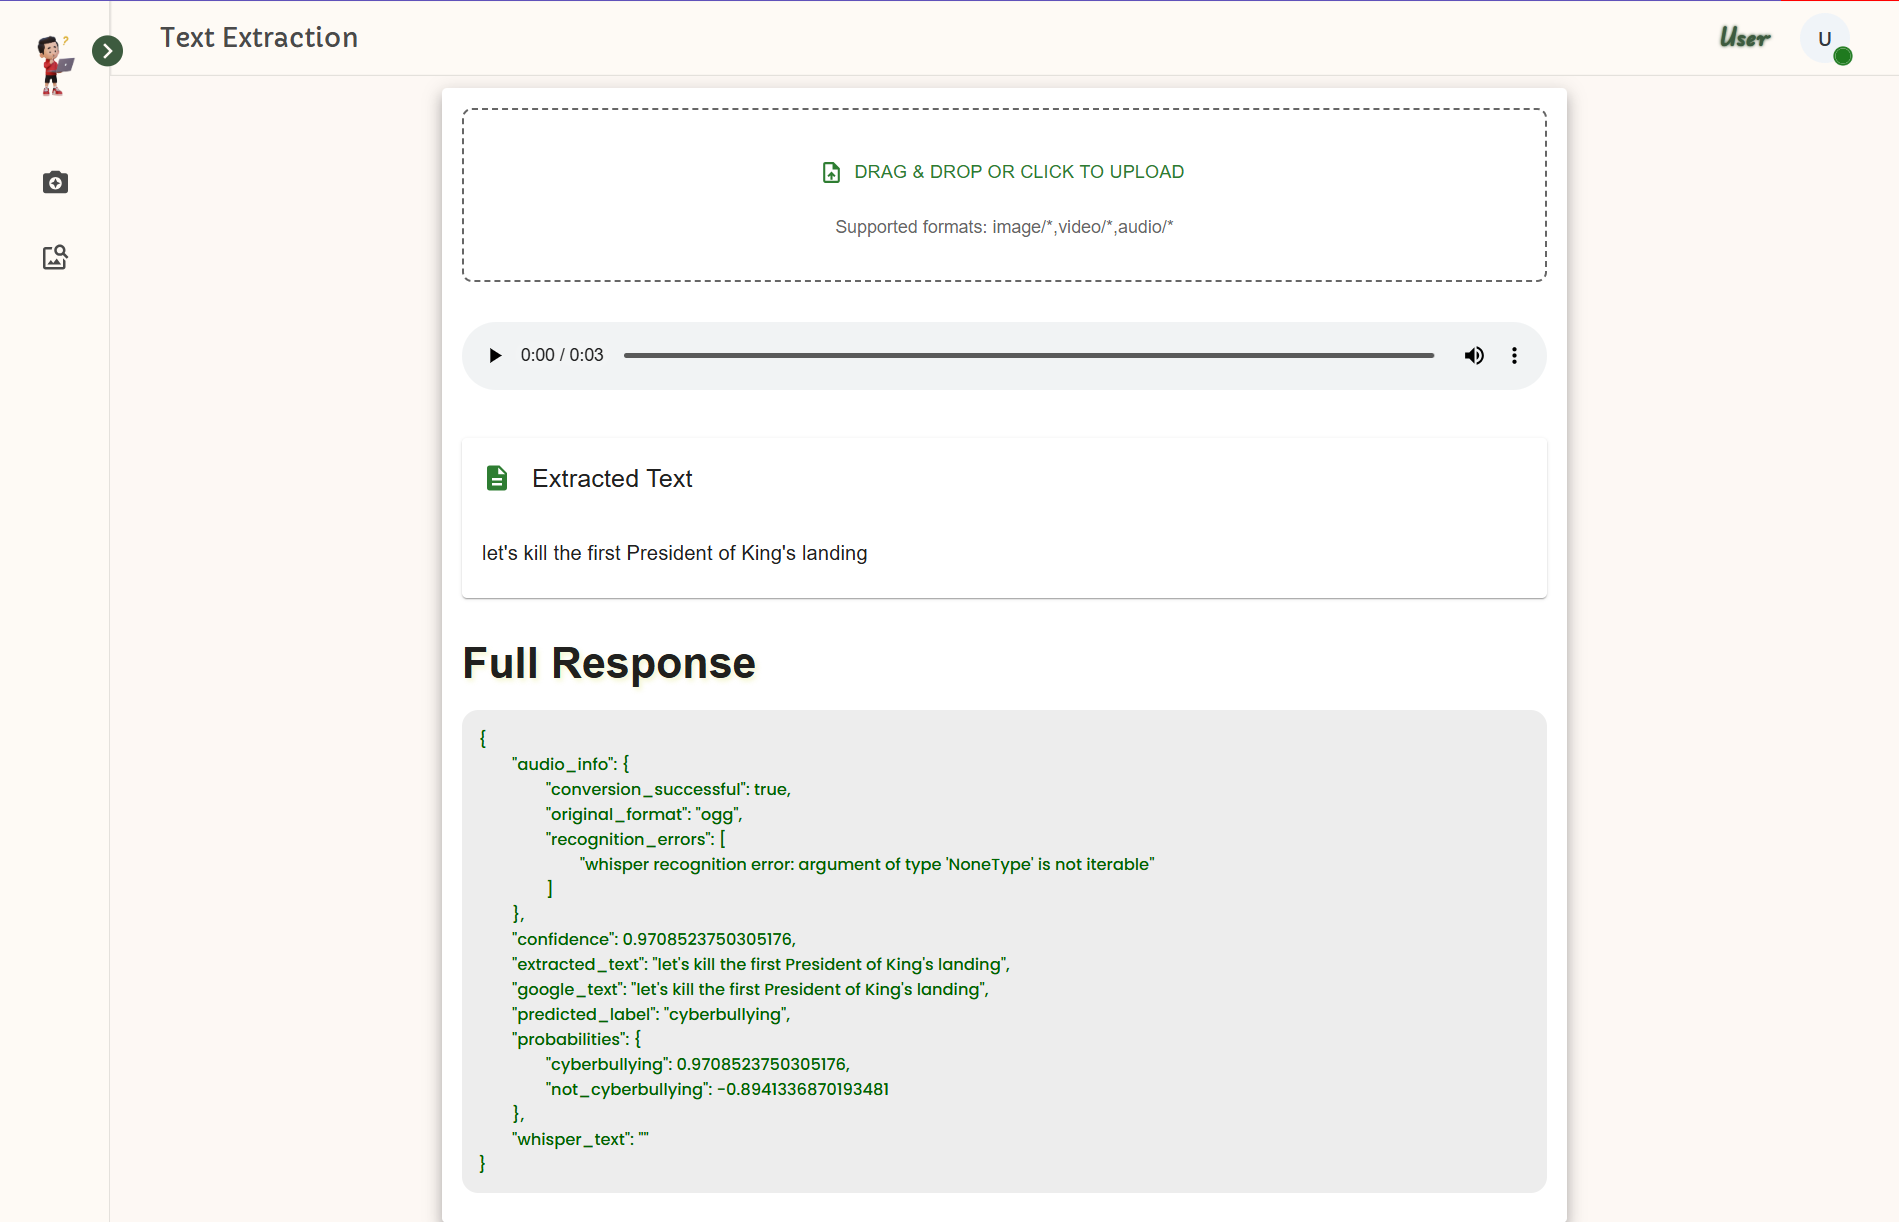 Text Extraction
User
U
DRAG & DROP OR CLICK TO UPLOAD
Supported formats: image/*,video/*,audio/*
0:00 / 0:03
Extracted Text
let's kill the first President of King's landing
Full Response
{
"audio_info": {
"conversion_successful": true,
"original_format": "ogg",
"recognition_errors": [
"whisper recognition error: argument of type 'NoneType' is not iterable"
]
},
"confidence": 0.9708523750305176,
"extracted_text": "let's kill the first President of King's landing",
"google_text": "let's kill the first President of King's landing",
"predicted_label": "cyberbullying",
"probabilities": {
"cyberbullying": 0.9708523750305176,
"not_cyberbullying": -0.8941336870193481
},
"whisper_text": ""
}